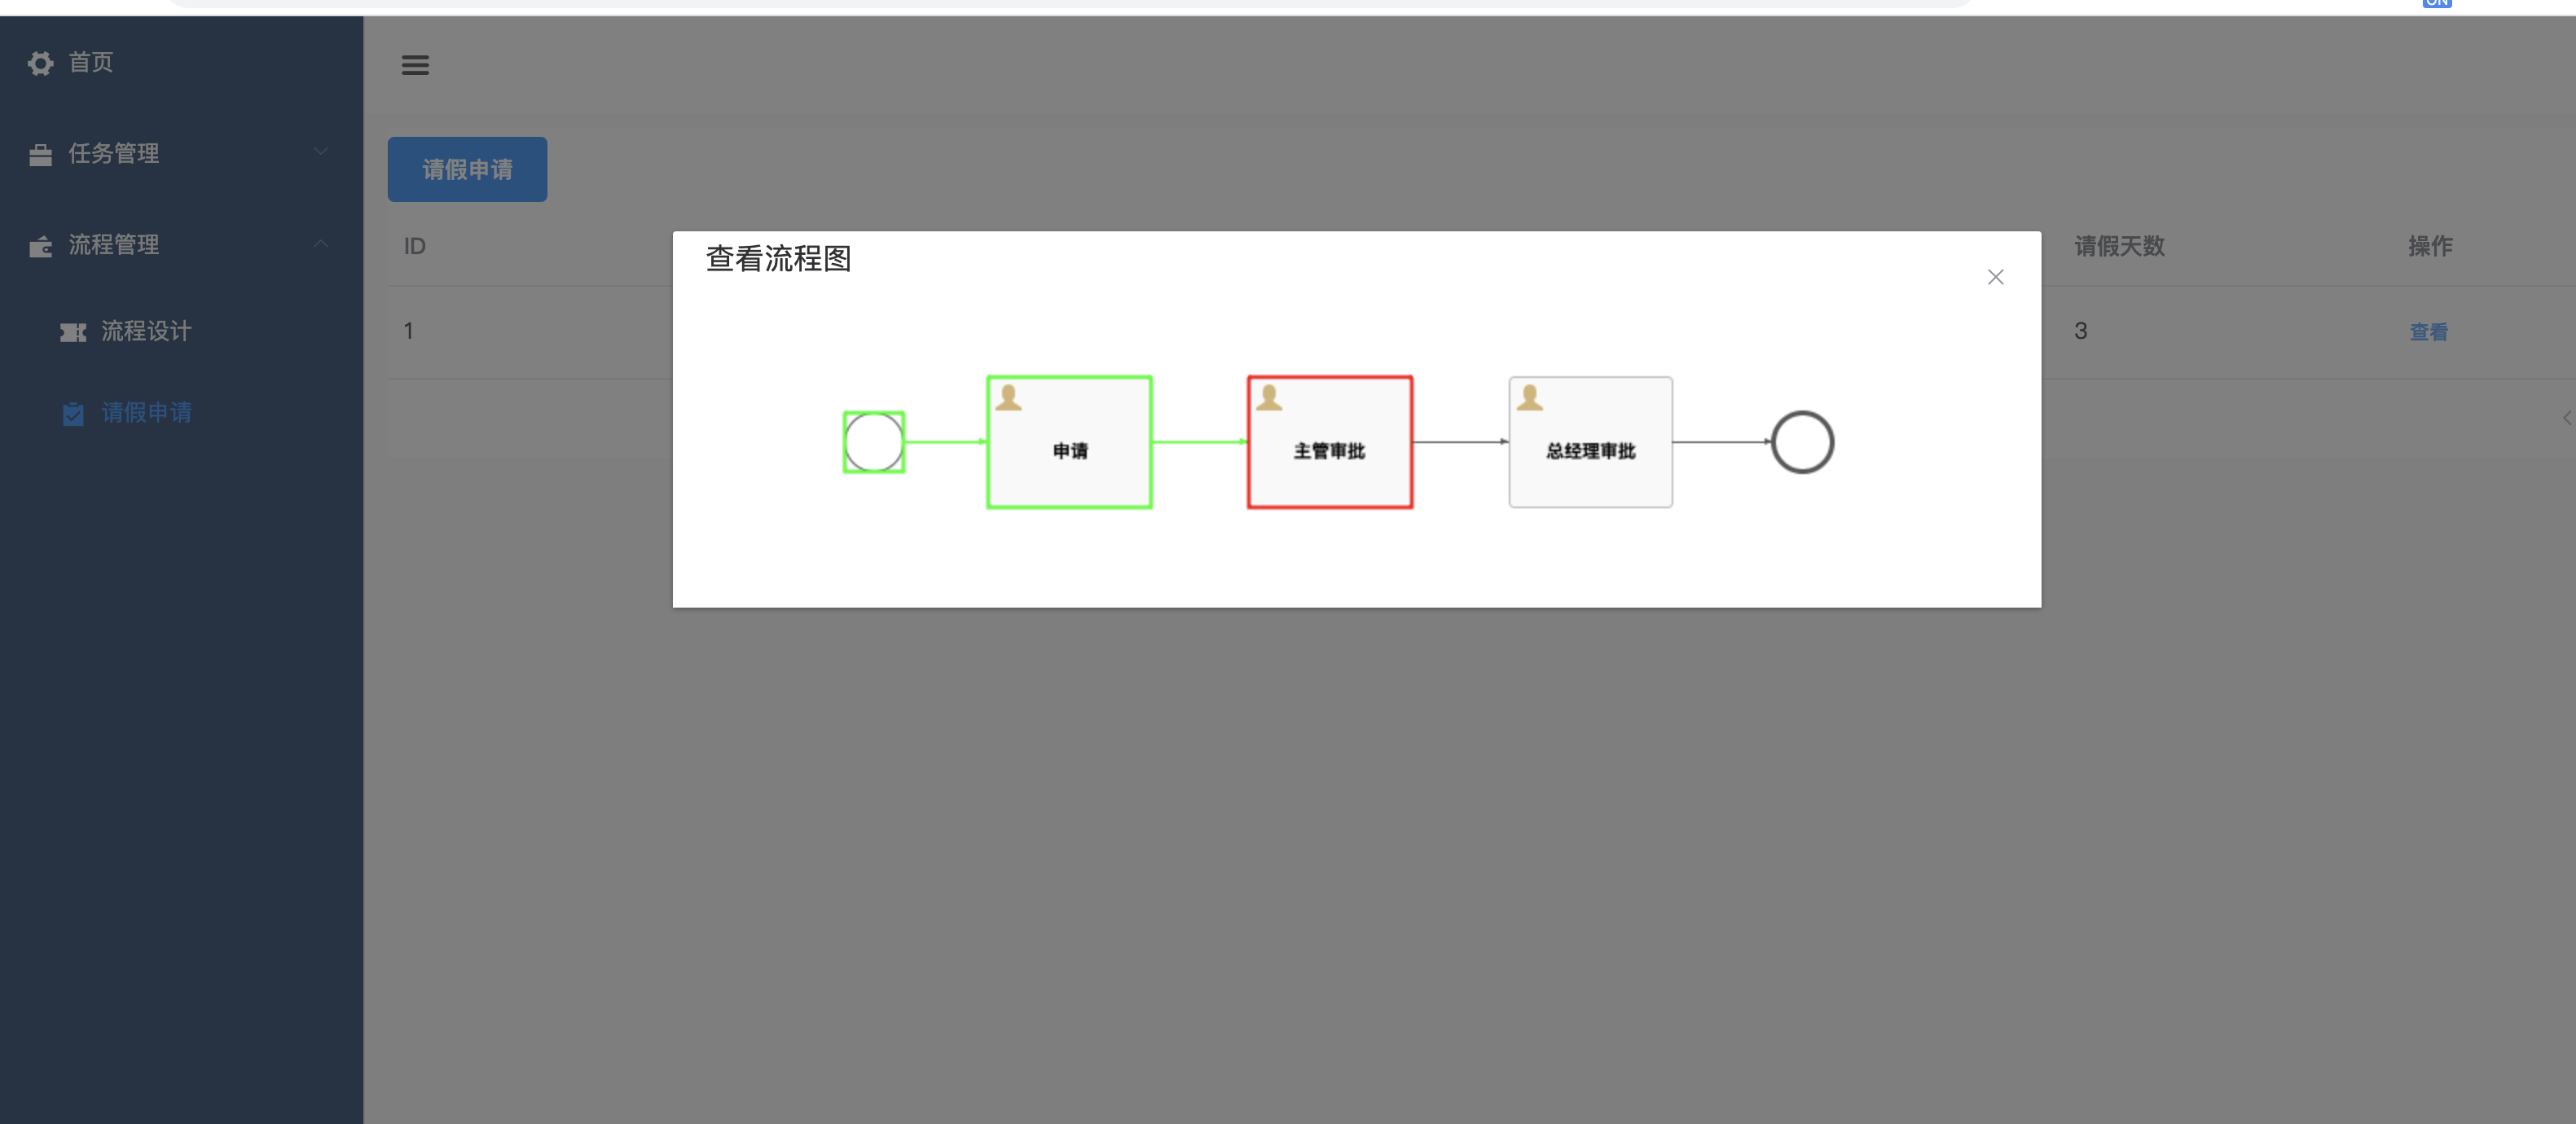 首页
任务管理
流程管理
流程设计
请假申请
请假申请
ID
请假天数
操作
1
3
查看
查看流程图
申请
主管审批
总经理审批